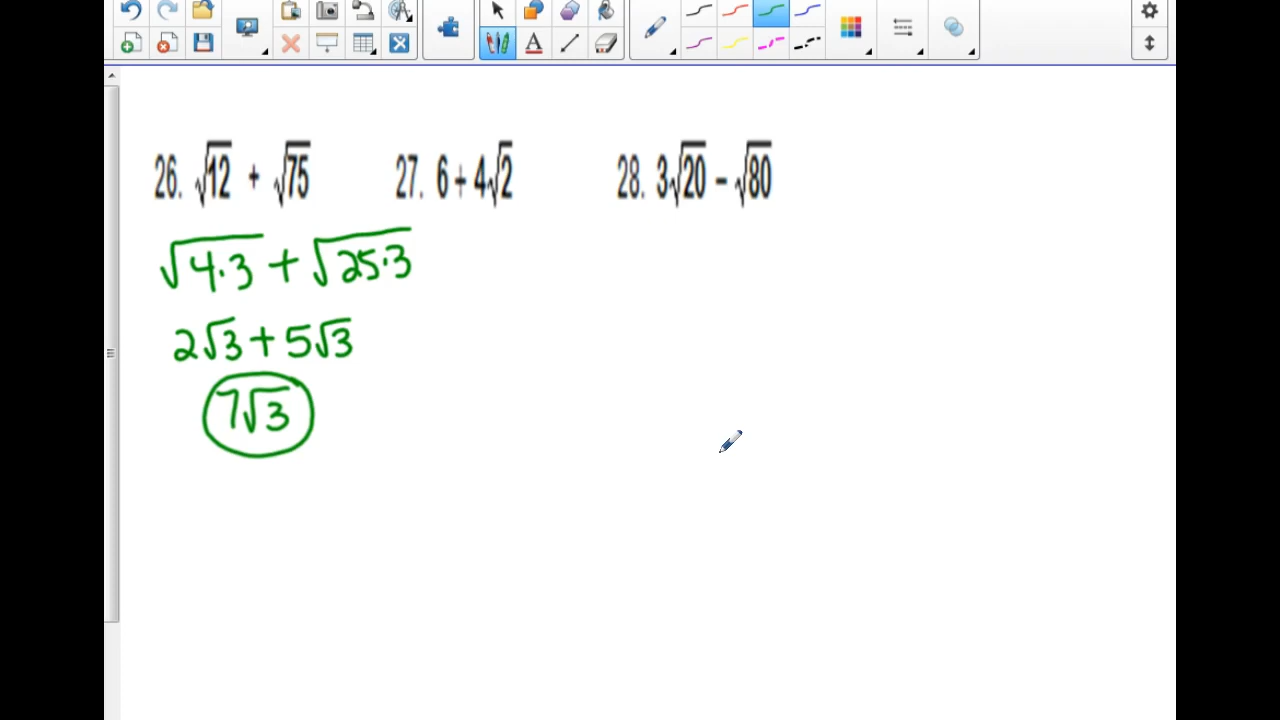 26. √12 + √75 27. 6 + 4√2 28. 3√20 − √80
√4·3 + √25·3
2√3 + 5√3
7√3